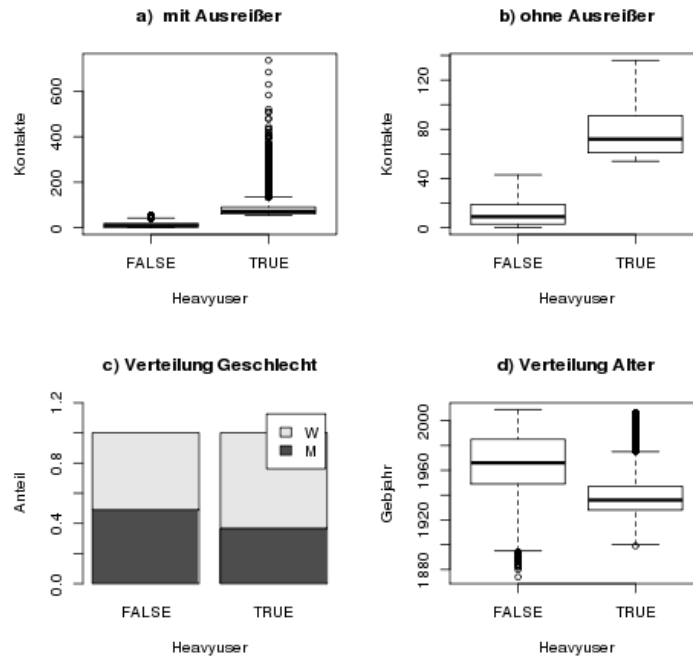 a) mit Ausreißer
Kontakte
0 200 400 600
FALSE TRUE
Heavyuser
b) ohne Ausreißer
Kontakte
0 40 80 120
FALSE TRUE
Heavyuser
c) Verteilung Geschlecht
Anteil
0.0 0.4 0.8 1.2
W
M
FALSE TRUE
Heavyuser
d) Verteilung Alter
Gebjahr
1880 1920 1960 2000
FALSE TRUE
Heavyuser